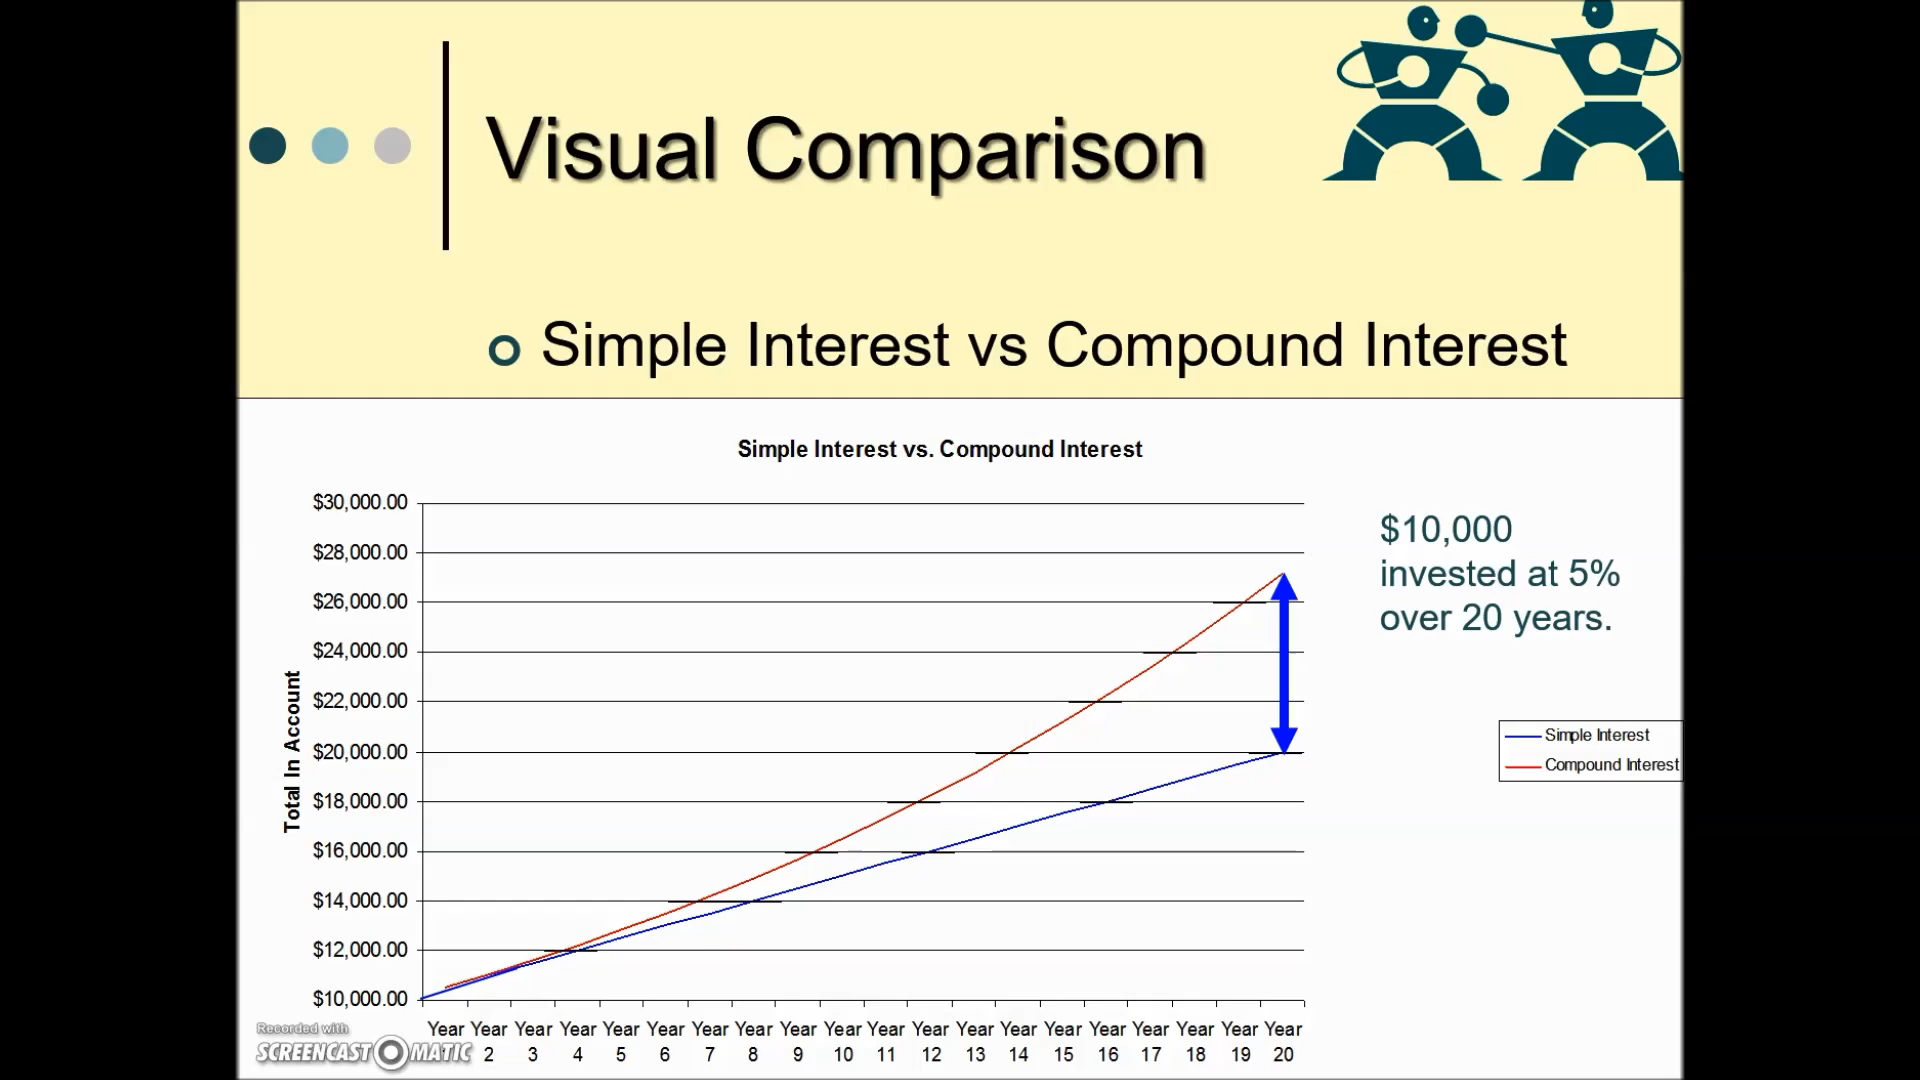 Visual Comparison
Simple Interest vs Compound Interest
Simple Interest vs. Compound Interest
$30,000.00
$28,000.00
$26,000.00
$24,000.00
$22,000.00
$20,000.00
$18,000.00
$16,000.00
$14,000.00
$12,000.00
$10,000.00
Total In Account
$10,000
invested at 5%
over 20 years.
Simple Interest
Compound Interest
Year Year Year Year Year Year Year Year Year Year Year Year Year Year Year Year Year Year Year Year
2 3 4 5 6 7 8 9 10 11 12 13 14 15 16 17 18 19 20
Recorded with
SCREENCAST MATIC